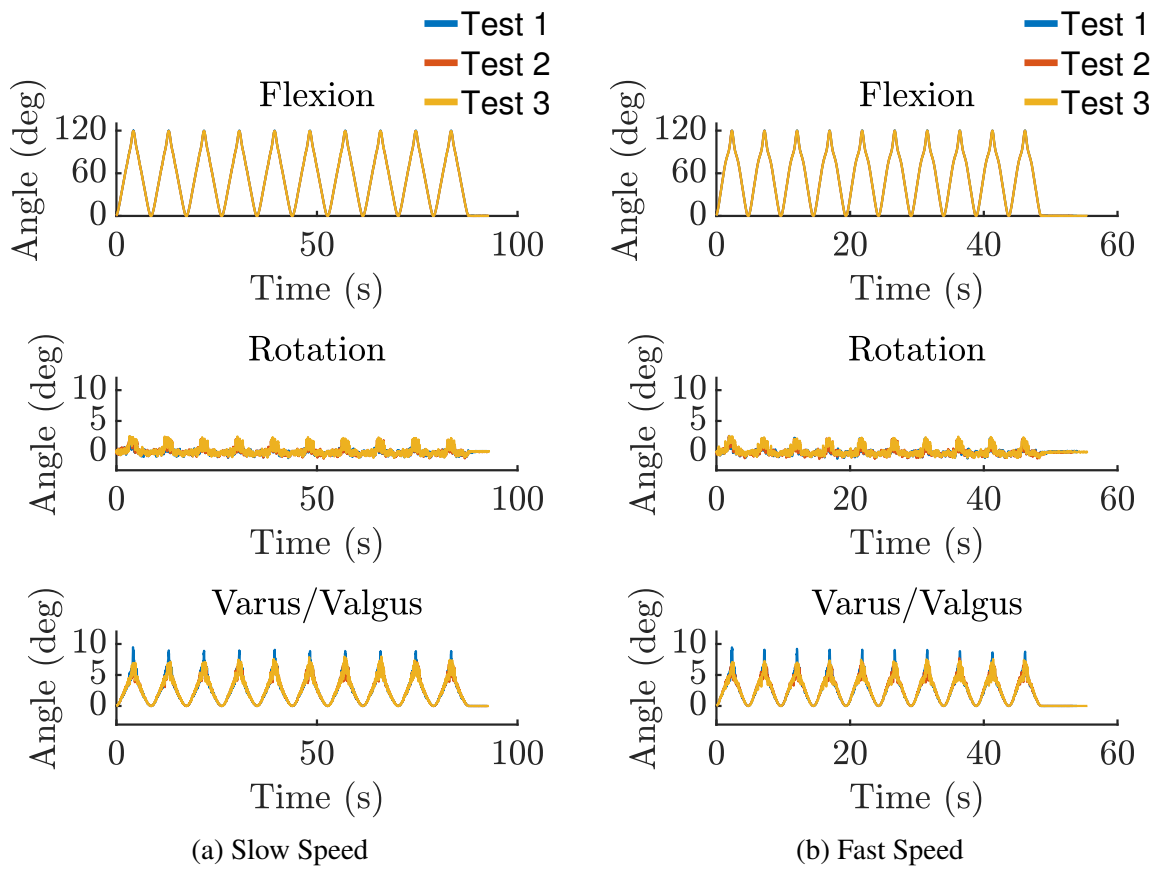 Test 1
Test 2
Test 3
Flexion
Angle (deg)
120
60
0
0 50 100
Time (s)
Rotation
Angle (deg)
10
5
0
0 50 100
Time (s)
Varus/Valgus
Angle (deg)
10
5
0
0 50 100
Time (s)
(a) Slow Speed
Test 1
Test 2
Test 3
Flexion
Angle (deg)
120
60
0
0 20 40 60
Time (s)
Rotation
Angle (deg)
10
5
0
0 20 40 60
Time (s)
Varus/Valgus
Angle (deg)
10
5
0
0 20 40 60
Time (s)
(b) Fast Speed